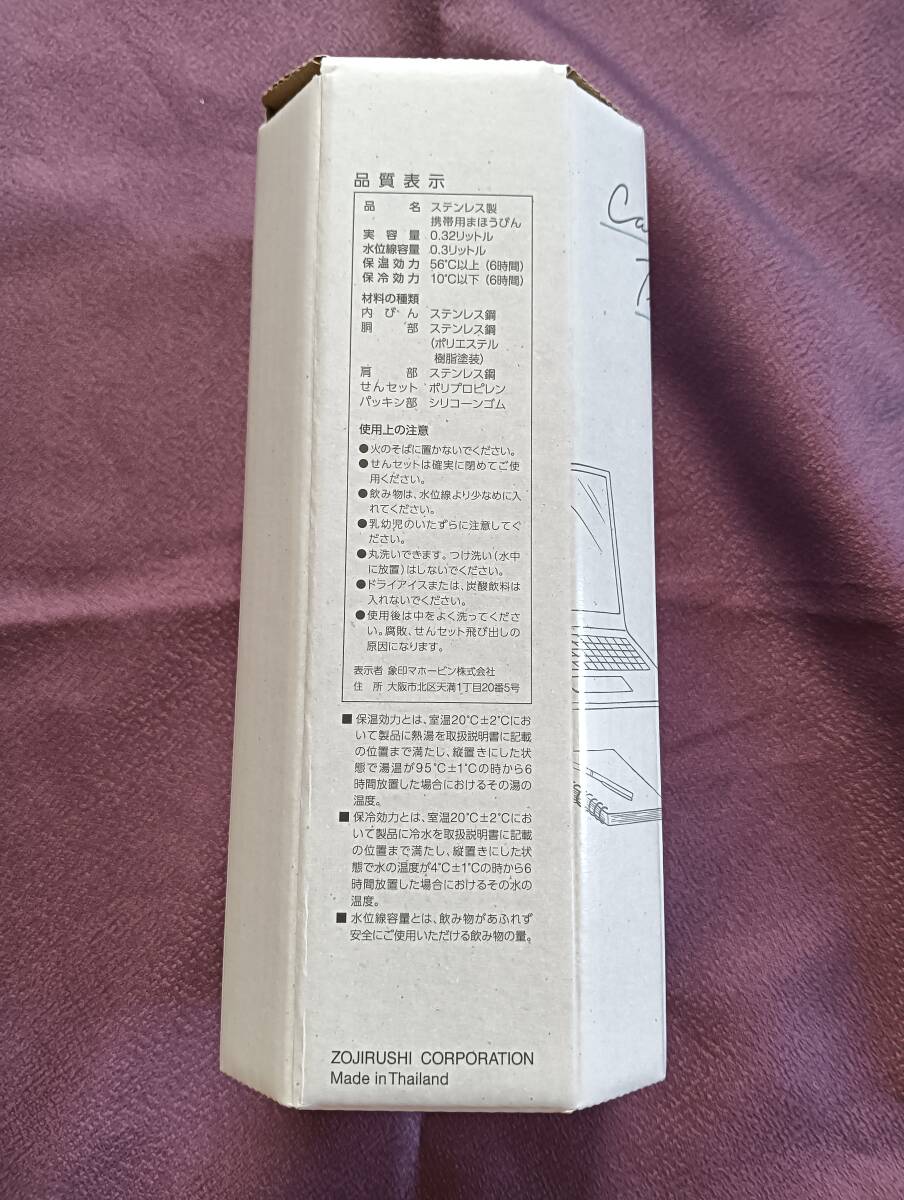 品質表示
品名 ステンレス製
携帯用まほうびん
実容量 0.32リットル
水位線容量 0.3リットル
保温効力 56℃以上(6時間)
保冷効力 10℃以下(6時間)
材料の種類
内びん ステンレス鋼
胴部 ステンレス鋼
(ポリエステル
樹脂塗装)
肩部 ステンレス鋼
せんセット ポリプロピレン
パッキン部 シリコーンゴム
使用上の注意
●火のそばに置かないでください。
●せんセットは確実に閉めてご使
用ください。
●飲み物は、水位線より少なめに入
れてください。
●乳幼児のいたずらに注意してく
ださい。
●丸洗いできます。つけ洗い(水中
に放置)はしないでください。
●ドライアイスまたは、炭酸飲料は
入れないでください。
●使用後は中をよく洗ってくださ
い。腐敗、せんセット飛び出しの
原因になります。
表示者 象印マホービン株式会社
住所 大阪市北区天満1丁目20番5号
■保温効力とは、室温20℃±2℃にお
いて製品に熱湯を取扱説明書に記載
の位置まで満たし、縦置きにした状
態で湯温が95℃±1℃の時から6
時間放置した場合におけるその湯の
温度。
■保冷効力とは、室温20℃±2℃にお
いて製品に冷水を取扱説明書に記載
の位置まで満たし、縦置きにした状
態で水の温度が4℃±1℃の時から6
時間放置した場合におけるその水の
温度。
■水位線容量とは、飲み物があふれず
安全にご使用いただける飲み物の量。
ZOJIRUSHI CORPORATION
Made in Thailand
Ca